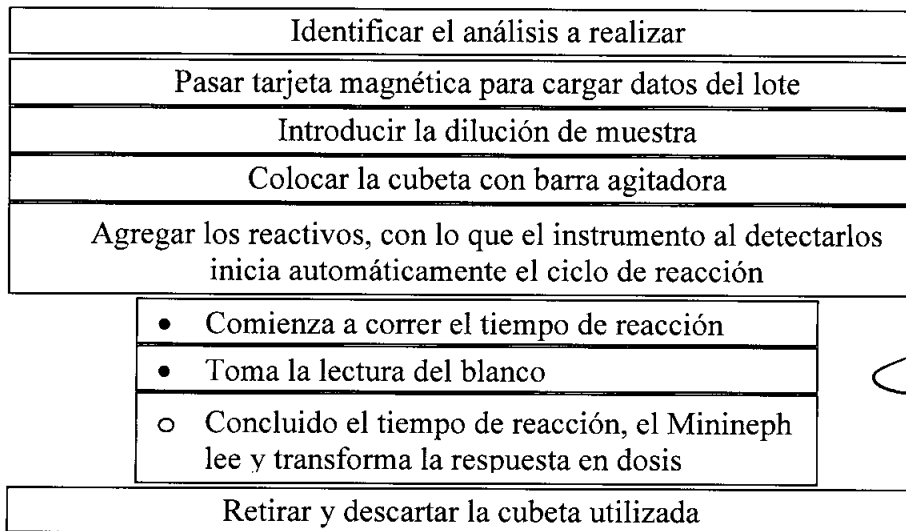 Identificar el análisis a realizar
Pasar tarjeta magnética para cargar datos del lote
Introducir la dilución de muestra
Colocar la cubeta con barra agitadora
Agregar los reactivos, con lo que el instrumento al detectarlos
inicia automáticamente el ciclo de reacción
• Comienza a correr el tiempo de reacción
• Toma la lectura del blanco
○ Concluido el tiempo de reacción, el Minineph
lee y transforma la respuesta en dosis
Retirar y descartar la cubeta utilizada